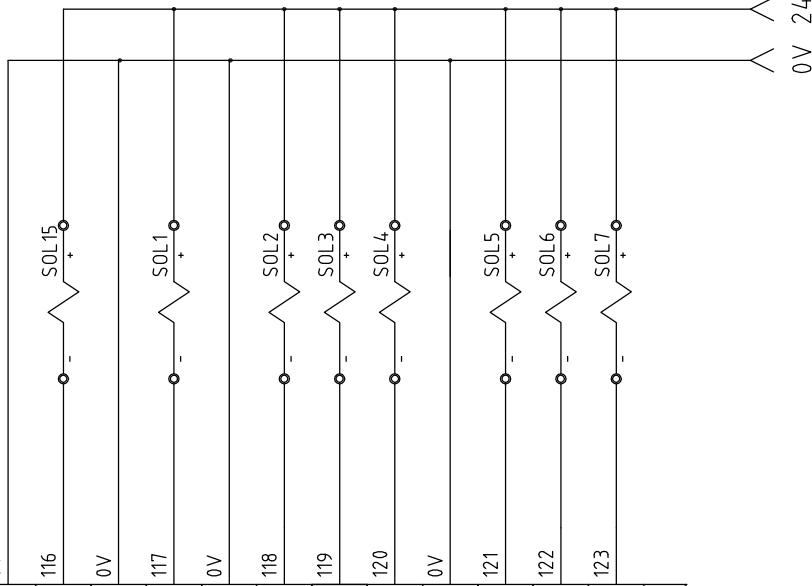 24
0V
SOL15
SOL1
SOL2
SOL3
SOL4
SOL5
SOL6
SOL7
+
+
+
+
+
+
+
+
-
-
-
-
-
-
-
-
116
0V
117
0V
118
119
120
0V
121
122
123